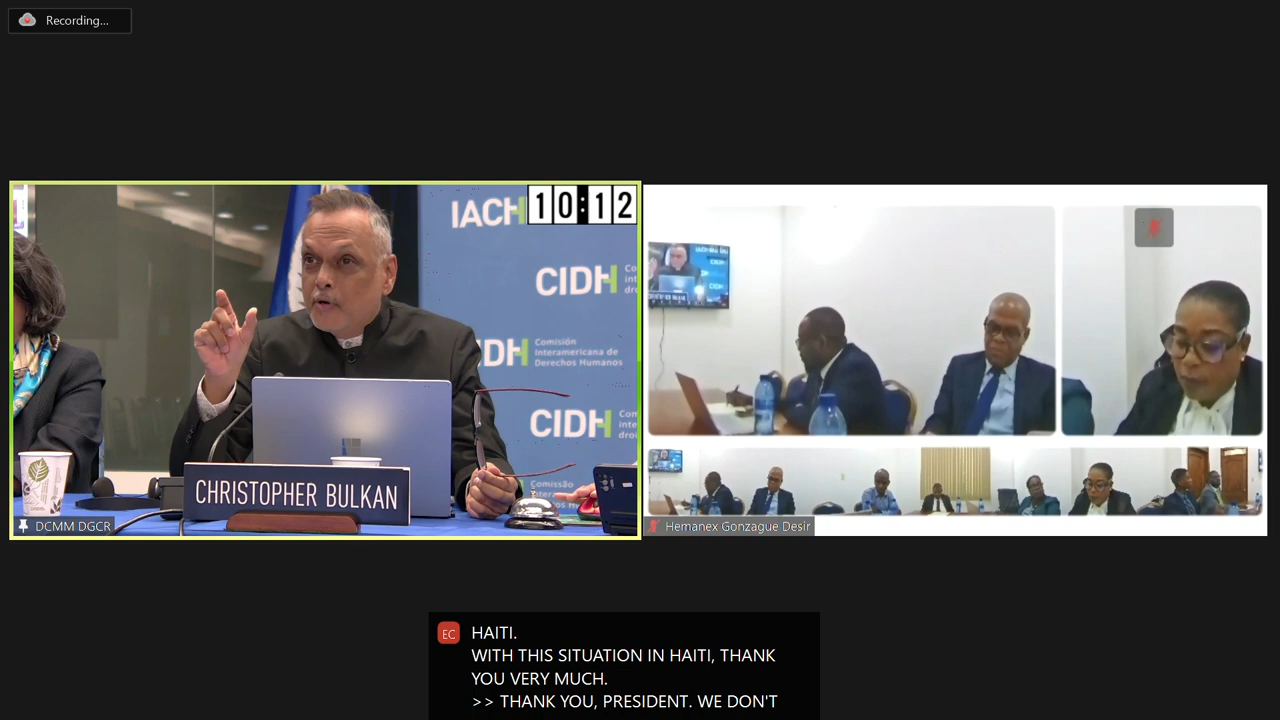 Recording...
IACH
10:12
CIDH
CIDH
Comisión
Interamericana de
Derechos Humanos
CIDH
Comissão
CHRISTOPHER BULKAN
DCMM DGCR
Hemanex Gonzague Desir
EC
HAITI.
WITH THIS SITUATION IN HAITI, THANK
YOU VERY MUCH.
>> THANK YOU, PRESIDENT. WE DON'T